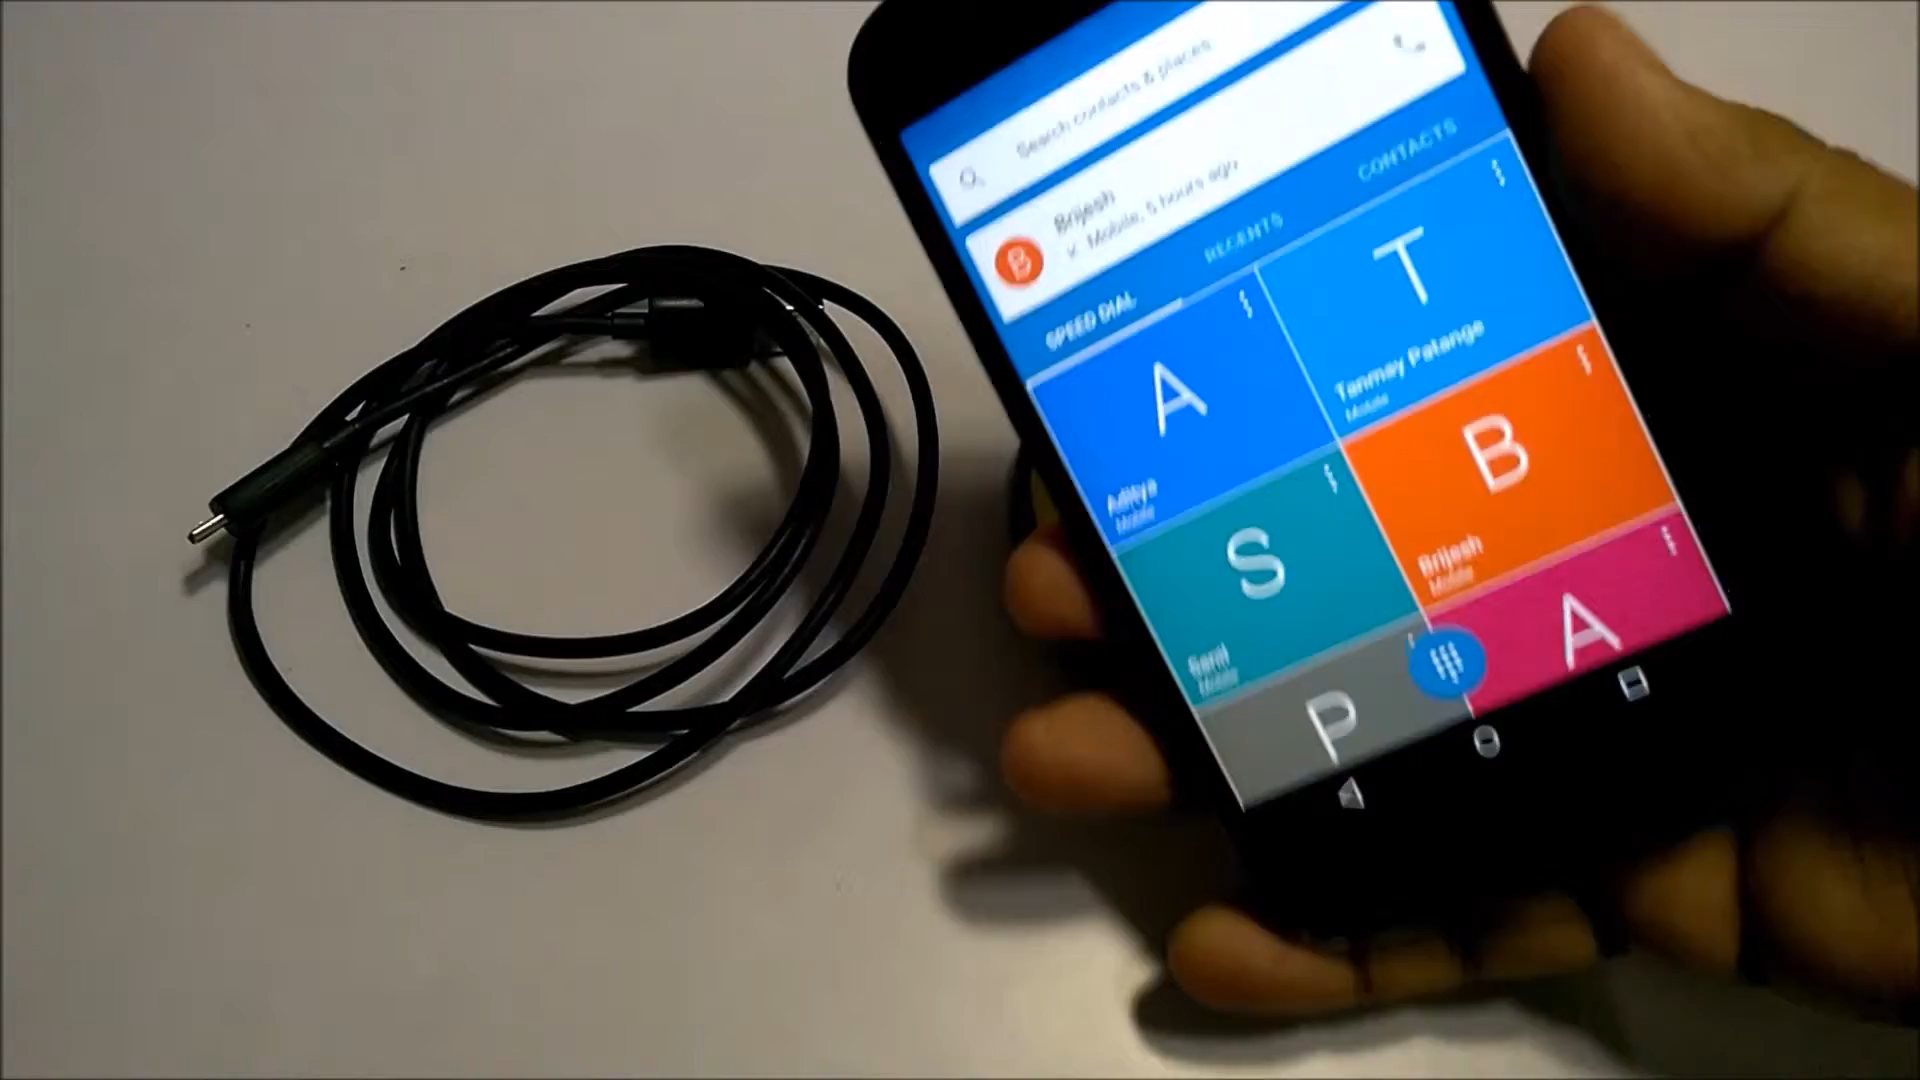 Search contacts & places
B
Brijesh
Mobile, 5 hours ago
SPEED DIAL
RECENTS
CONTACTS
A
Aditya
Mobile
T
Tanmay Patange
Mobile
S
Mobile
B
Brijesh
Mobile
P
A